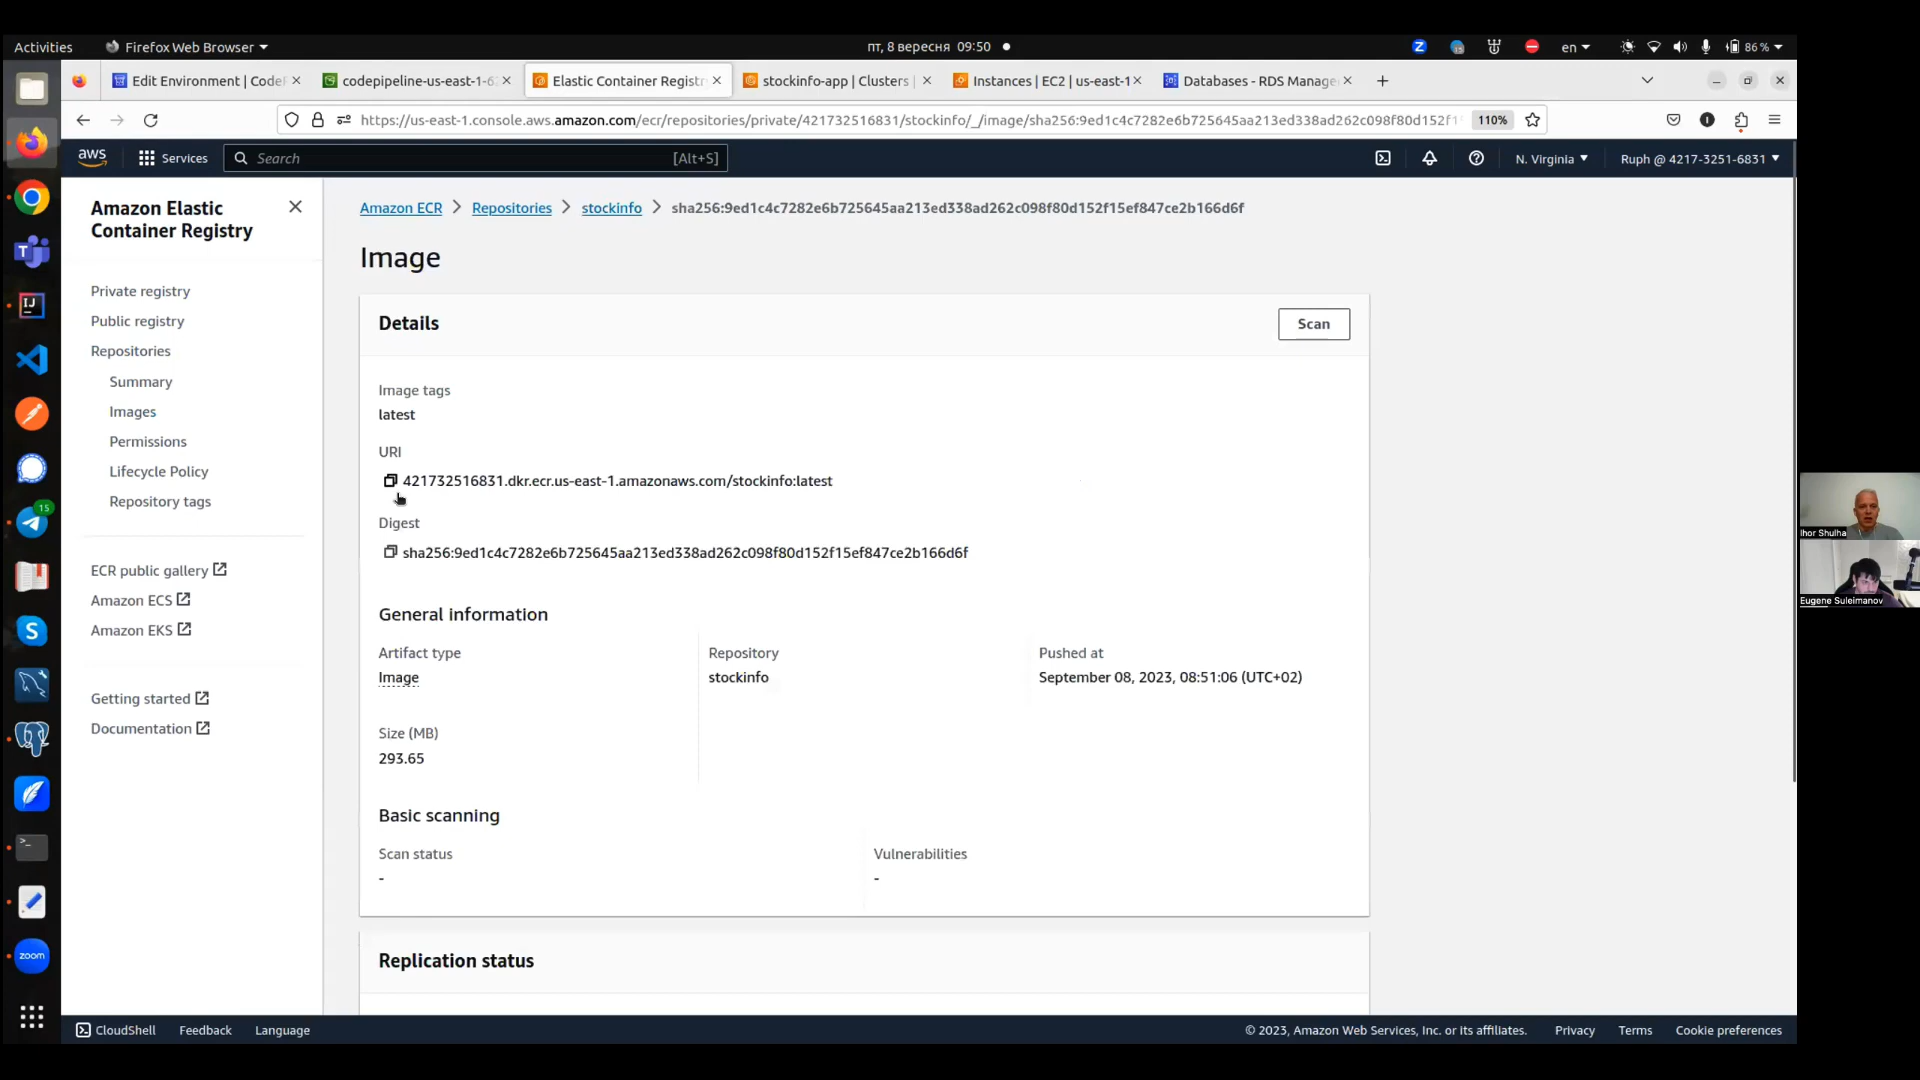 Activities
Firefox Web Browser
пт, 8 вересня 09:50
en
86 %
Edit Environment | CodeP
codepipeline-us-east-1-6
Elastic Container Registry
stockinfo-app | Clusters |
Instances | EC2 | us-east-1
Databases - RDS Manage
https://us-east-1.console.aws.amazon.com/ecr/repositories/private/421732516831/stockinfo/_/image/sha256:9ed1c4c7282e6b725645aa213ed338ad262c098f80d152f1
110%
aws
Services
Search
[Alt+S]
N. Virginia
Ruph @ 4217-3251-6831
Amazon Elastic
Container Registry
Private registry
Public registry
Repositories
Summary
Images
Permissions
Lifecycle Policy
Repository tags
ECR public gallery
Amazon ECS
Amazon EKS
Getting started
Documentation
Amazon ECR
Repositories
stockinfo
sha256:9ed1c4c7282e6b725645aa213ed338ad262c098f80d152f15ef847ce2b166d6f
Image
Details
Scan
Image tags
latest
URI
421732516831.dkr.ecr.us-east-1.amazonaws.com/stockinfo:latest
Digest
sha256:9ed1c4c7282e6b725645aa213ed338ad262c098f80d152f15ef847ce2b166d6f
General information
Artifact type
Image
Repository
stockinfo
Pushed at
September 08, 2023, 08:51:06 (UTC+02)
Size (MB)
293.65
Basic scanning
Scan status
-
Vulnerabilities
-
Replication status
CloudShell
Feedback
Language
© 2023, Amazon Web Services, Inc. or its affiliates.
Privacy
Terms
Cookie preferences
15
zoom
Ihor Shulha
Eugene Suleimanov